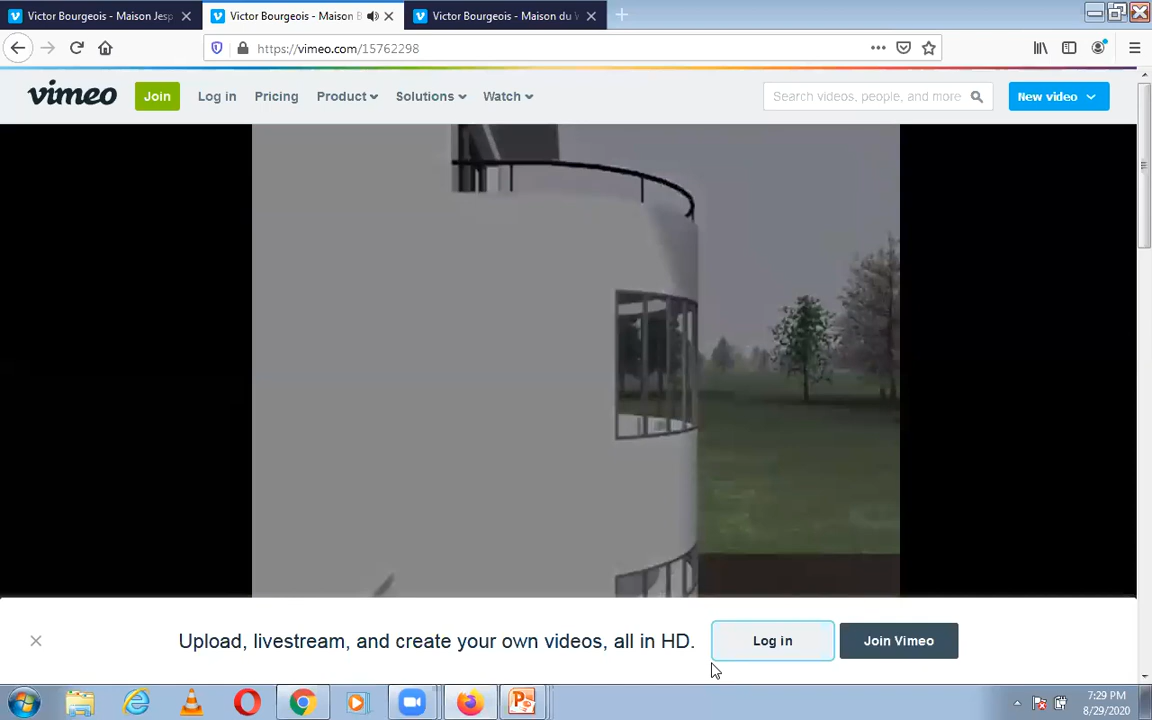 Victor Bourgeois - Maison Jesp
Victor Bourgeois - Maison B
Victor Bourgeois - Maison du
https://vimeo.com/15762298
vimeo
Join
Log in
Pricing
Product
Solutions
Watch
Search videos, people, and more
New video
Upload, livestream, and create your own videos, all in HD.
Log in
Join Vimeo
7:29 PM
8/29/2020